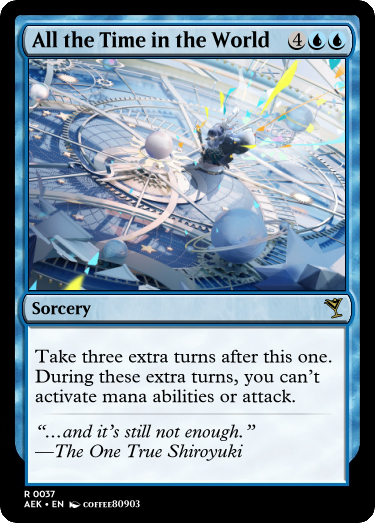 All the Time in the World 4
Sorcery
Take three extra turns after this one.
During these extra turns, you can't
activate mana abilities or attack.
“...and it's still not enough.”
—The One True Shiroyuki
R 0037
AEK • EN coffee80903